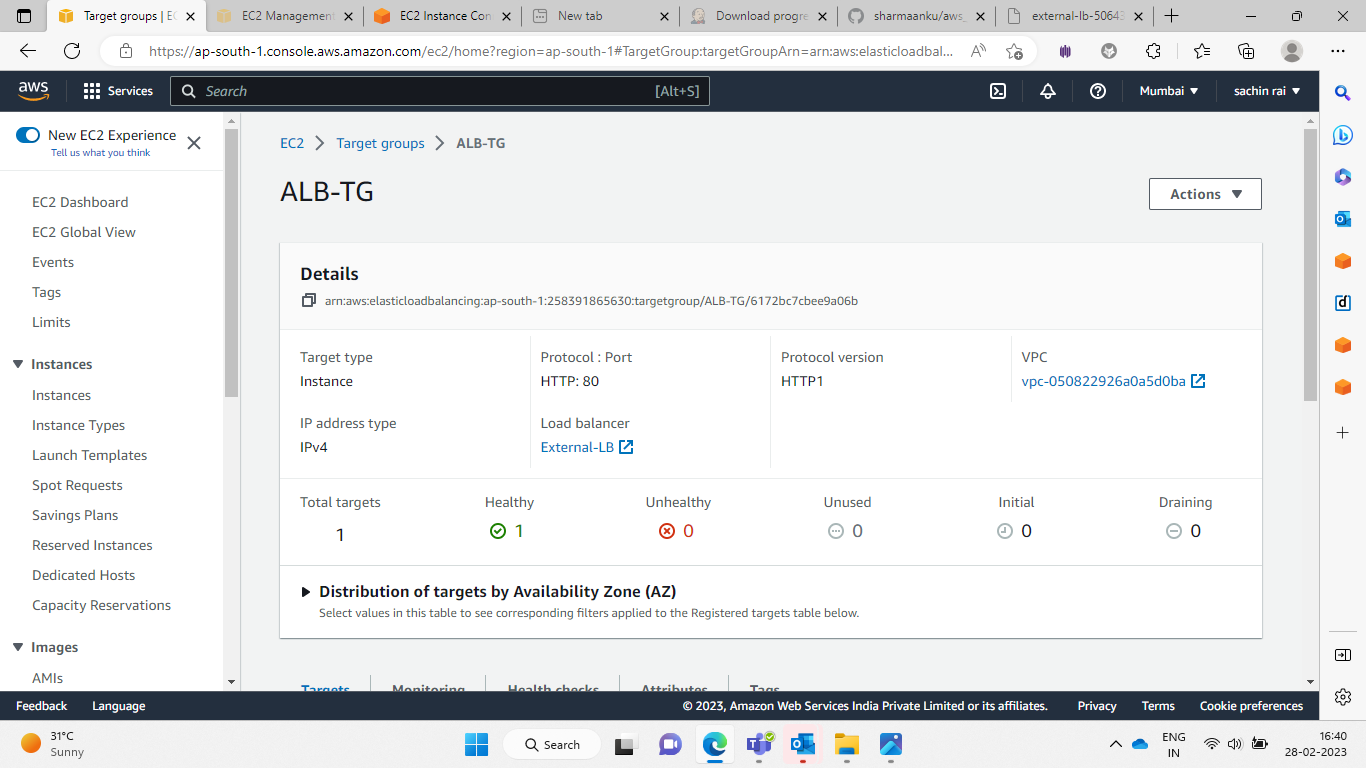 Target groups | EC
EC2 Management
EC2 Instance Con
New tab
Download progre
sharmaanku/aws_
external-lb-50643
https://ap-south-1.console.aws.amazon.com/ec2/home?region=ap-south-1#TargetGroup:targetGroupArn=arn:aws:elasticloadbal...
aws
Services
Search
[Alt+S]
Mumbai
sachin rai
New EC2 Experience
Tell us what you think
EC2 Dashboard
EC2 Global View
Events
Tags
Limits
Instances
Instances
Instance Types
Launch Templates
Spot Requests
Savings Plans
Reserved Instances
Dedicated Hosts
Capacity Reservations
Images
AMIs
EC2 > Target groups > ALB-TG
ALB-TG
Actions
Details
arn:aws:elasticloadbalancing:ap-south-1:258391865630:targetgroup/ALB-TG/6172bc7cbee9a06b
Target type
Instance
Protocol : Port
HTTP: 80
Protocol version
HTTP1
VPC
vpc-050822926a0a5d0ba
IP address type
IPv4
Load balancer
External-LB
Total targets
1
Healthy
1
Unhealthy
0
Unused
0
Initial
0
Draining
0
Distribution of targets by Availability Zone (AZ)
Select values in this table to see corresponding filters applied to the Registered targets table below.
Targets
Monitoring
Health checks
Attributes
Tags
Feedback
Language
© 2023, Amazon Web Services India Private Limited or its affiliates.
Privacy
Terms
Cookie preferences
31°C
Sunny
Search
ENG
IN
16:40
28-02-2023